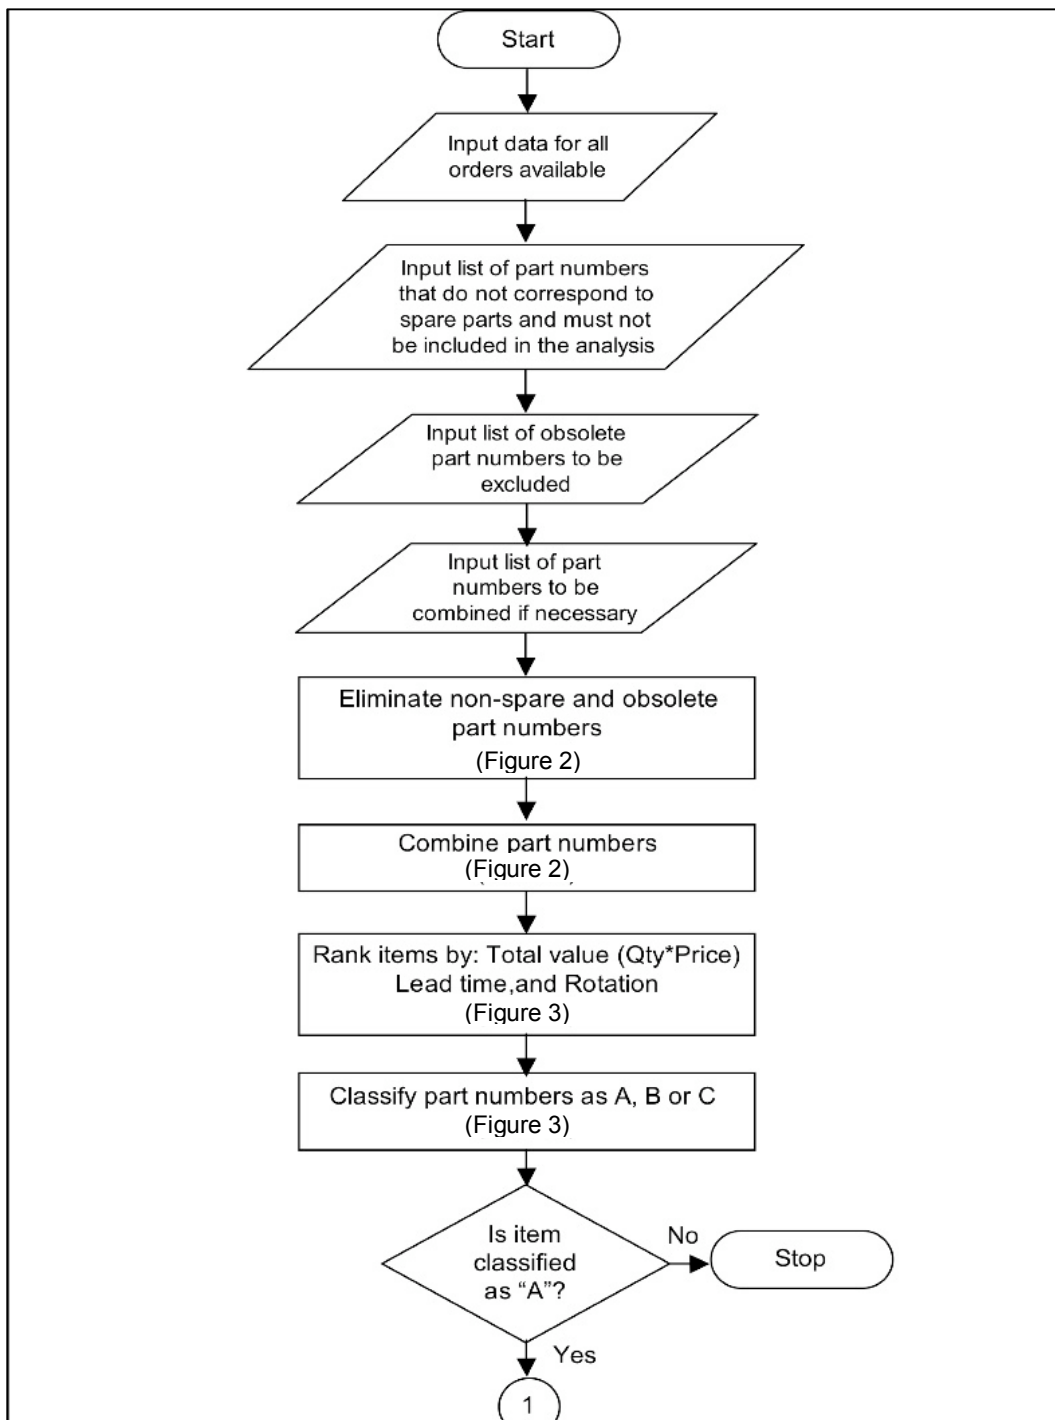 Start
Input data for all
orders available
Input list of part numbers
that do not correspond to
spare parts and must not
be included in the analysis
Input list of obsolete
part numbers to be
excluded
Input list of part
numbers to be
combined if necessary
Eliminate non-spare and obsolete
part numbers
(Figure 2)
Combine part numbers
(Figure 2)
Rank items by: Total value (Qty*Price)
Lead time,and Rotation
(Figure 3)
Classify part numbers as A, B or C
(Figure 3)
Is item
classified
as “A”?
No
Stop
Yes
1